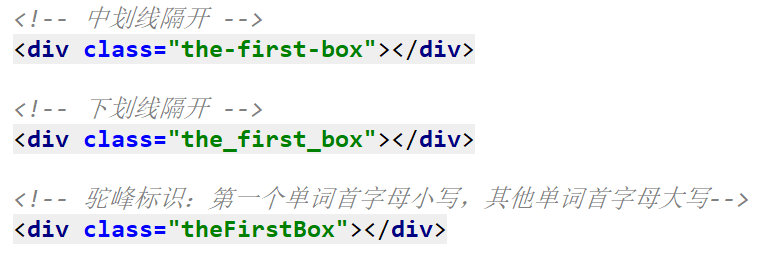 <!-- 中划线隔开 -->
<div class="the-first-box"></div>
<!-- 下划线隔开 -->
<div class="the_first_box"></div>
<!-- 驼峰标识：第一个单词首字母小写，其他单词首字母大写-->
<div class="theFirstBox"></div>